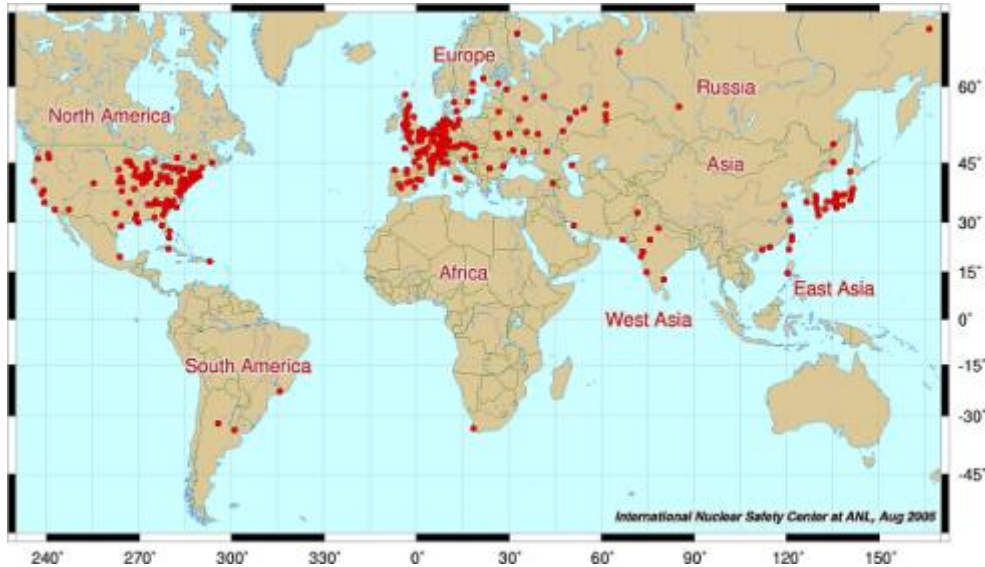 Europe
Russia
60°
North America
Asia
45°
30°
Africa
15°
East Asia
West Asia
0°
South America
-15°
-30°
-45°
International Nuclear Safety Center at ANL, Aug 2005
240° 270° 300° 330° 0° 30° 60° 90° 120° 150°